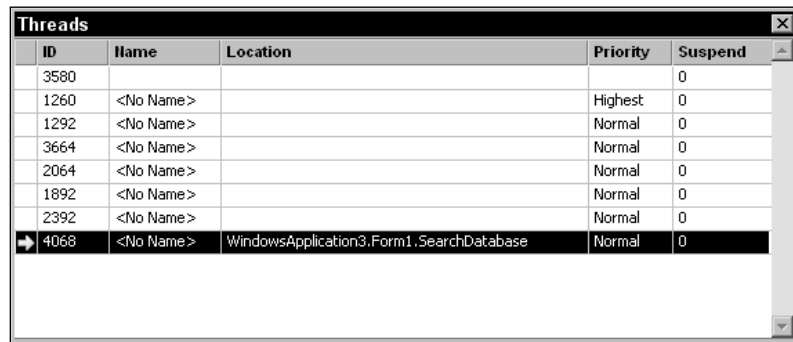 Threads
ID Name Location Priority Suspend
3580 0
1260 <No Name> Highest 0
1292 <No Name> Normal 0
3664 <No Name> Normal 0
2064 <No Name> Normal 0
1892 <No Name> Normal 0
2392 <No Name> Normal 0
4068 <No Name> WindowsApplication3.Form1.SearchDatabase Normal 0